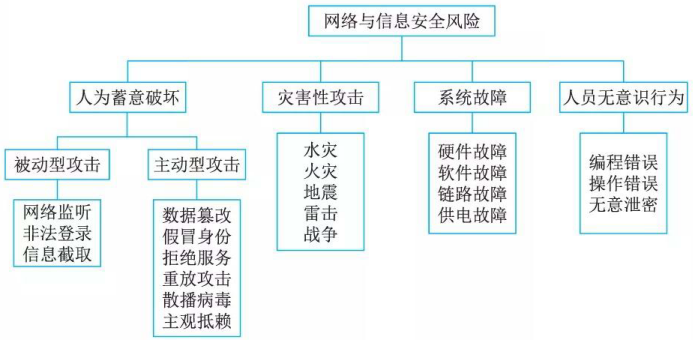 网络与信息安全风险
人为蓄意破坏
灾害性攻击
系统故障
人员无意识行为
被动型攻击
主动型攻击
网络监听
非法登录
信息截取
数据篡改
假冒身份
拒绝服务
重放攻击
散播病毒
主观抵赖
水灾
火灾
地震
雷击
战争
硬件故障
软件故障
链路故障
供电故障
编程错误
操作错误
无意泄密